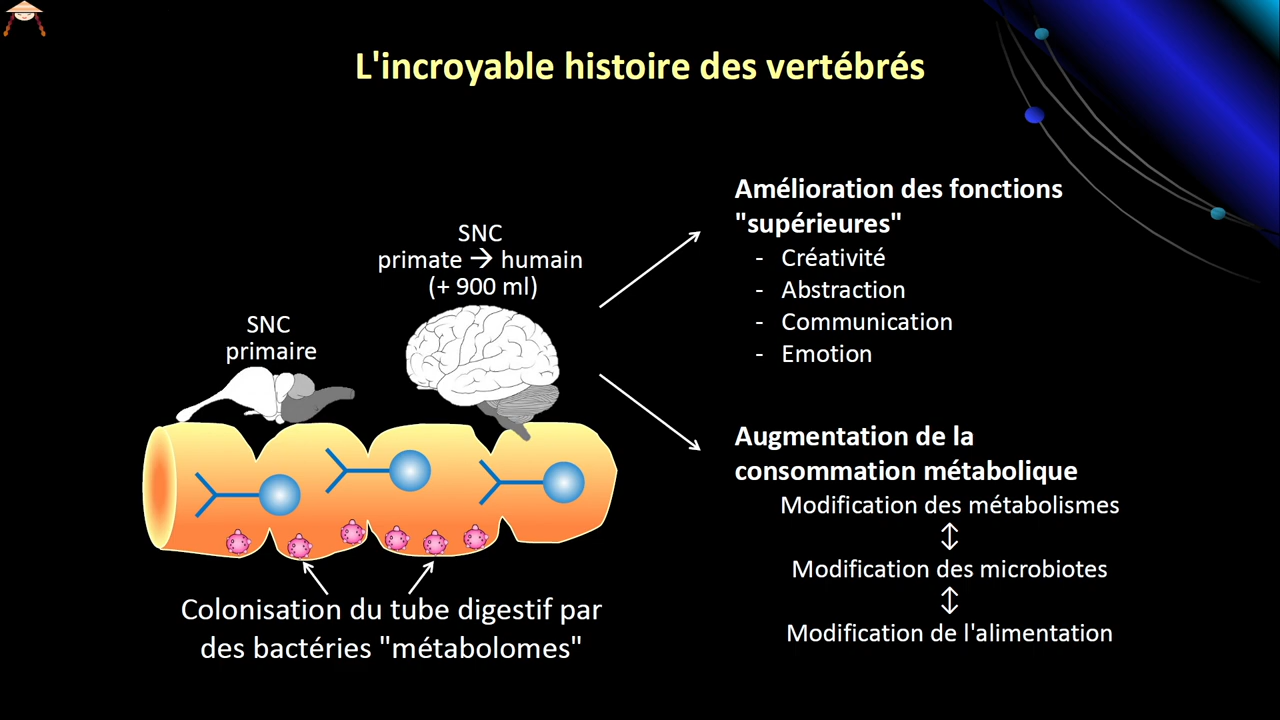 L'incroyable histoire des vertébrés
SNC
primaire
SNC
primate → humain
(+ 900 ml)
Colonisation du tube digestif par
des bactéries "métabolomes"
Amélioration des fonctions
"supérieures"
- Créativité
- Abstraction
- Communication
- Emotion
Augmentation de la
consommation métabolique
Modification des métabolismes
↕
Modification des microbiotes
↕
Modification de l'alimentation